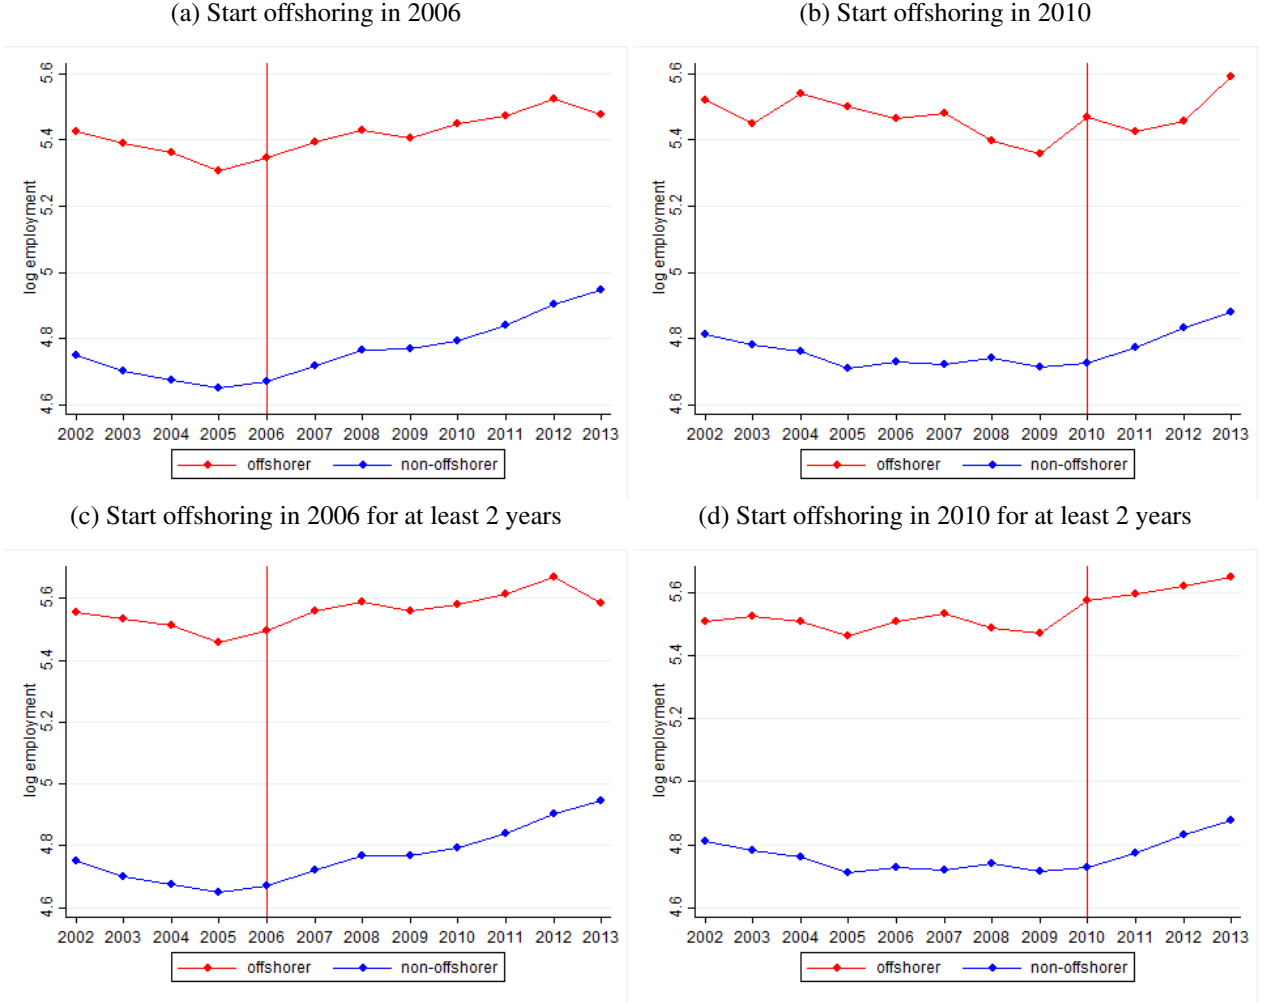 (a) Start offshoring in 2006
(b) Start offshoring in 2010
log employment
5.6
5.4
5.2
5
4.8
4.6
2002 2003 2004 2005 2006 2007 2008 2009 2010 2011 2012 2013
offshorer non-offshorer
log employment
5.6
5.4
5.2
5
4.8
4.6
2002 2003 2004 2005 2006 2007 2008 2009 2010 2011 2012 2013
offshorer non-offshorer
(c) Start offshoring in 2006 for at least 2 years
(d) Start offshoring in 2010 for at least 2 years
log employment
5.6
5.4
5.2
5
4.8
4.6
2002 2003 2004 2005 2006 2007 2008 2009 2010 2011 2012 2013
offshorer non-offshorer
log employment
5.6
5.4
5.2
5
4.8
4.6
2002 2003 2004 2005 2006 2007 2008 2009 2010 2011 2012 2013
offshorer non-offshorer